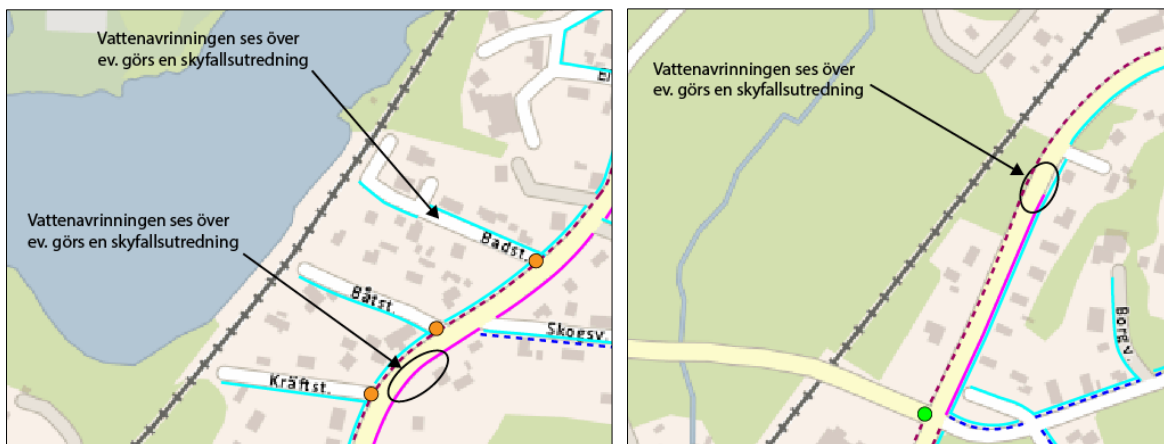 Vattenavrinningen ses över
ev. görs en skyfallsutredning
Vattenavrinningen ses över
ev. görs en skyfallsutredning
Badst.
Båtst.
Skogsv.
Kräftst.
Vattenavrinningen ses över
ev. görs en skyfallsutredning
Borgv.